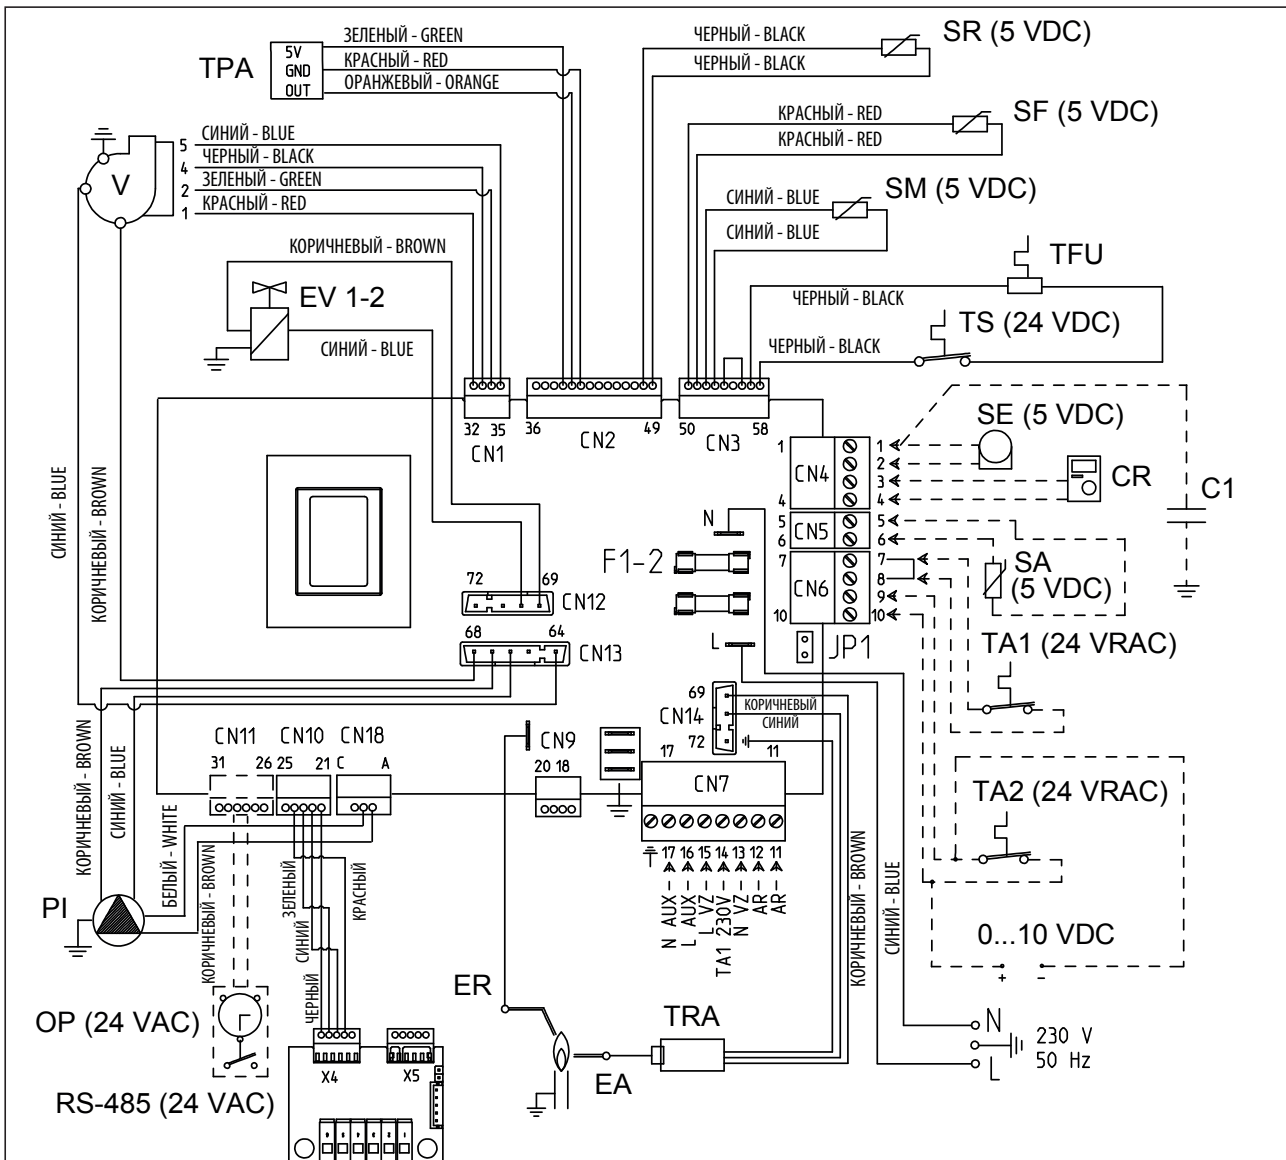 ЗЕЛЕНЫЙ - GREEN
КРАСНЫЙ - RED
ОРАНЖЕВЫЙ - ORANGE
TPA
5V
GND
OUT
ЧЕРНЫЙ - BLACK
ЧЕРНЫЙ - BLACK
SR (5 VDC)
КРАСНЫЙ - RED
КРАСНЫЙ - RED
SF (5 VDC)
СИНИЙ - BLUE
СИНИЙ - BLUE
SM (5 VDC)
V
5
4
2
1
СИНИЙ - BLUE
ЧЕРНЫЙ - BLACK
ЗЕЛЕНЫЙ - GREEN
КРАСНЫЙ - RED
КОРИЧНЕВЫЙ - BROWN
EV 1-2
СИНИЙ - BLUE
TFU
ЧЕРНЫЙ - BLACK
TS (24 VDC)
ЧЕРНЫЙ - BLACK
32 35
CN1
36 49
CN2
50 58
CN3
SE (5 VDC)
CR
C1
1
4
CN4
1
2
3
4
5
6
CN5
5
6
7
10
CN6
7
8
9
10
SA
(5 VDC)
JP1
N
F1-2
L
TA1 (24 VRAC)
TA2 (24 VRAC)
0...10 VDC
+ -
СИНИЙ - BLUE
КОРИЧНЕВЫЙ - BROWN
72 69
CN12
68 64
CN13
69
CN14
72
КОРИЧНЕВЫЙ
СИНИЙ
CN11 CN10 CN18
31 26 25 21 C A
CN9
20 18
17 11
CN7
17 16 15 14 13 12 11
N AUX
L AUX
L VZ
TA1 230V
N VZ
AR
AR
КОРИЧНЕВЫЙ - BROWN
СИНИЙ - BLUE
КОРИЧНЕВЫЙ - BROWN
СИНИЙ - BLUE
БЕЛЫЙ - WHITE
КОРИЧНЕВЫЙ - BROWN
ЗЕЛЕНЫЙ
СИНИЙ
ЧЕРНЫЙ
КРАСНЫЙ
PI
OP (24 VAC)
RS-485 (24 VAC)
X4 X5
6 5 4 3 2 1
ER
EA
TRA
N
L
230 V
50 Hz